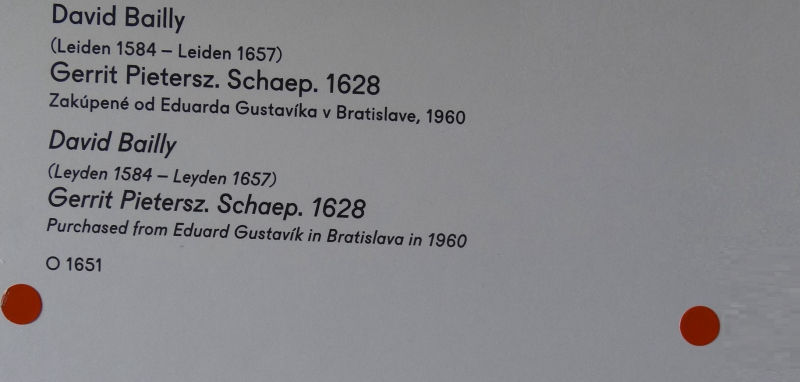 David Bailly
(Leiden 1584 – Leiden 1657)
Gerrit Pietersz. Schaep. 1628
Zakúpené od Eduarda Gustavíka v Bratislave, 1960
David Bailly
(Leyden 1584 – Leyden 1657)
Gerrit Pietersz. Schaep. 1628
Purchased from Eduard Gustavík in Bratislava in 1960
O 1651